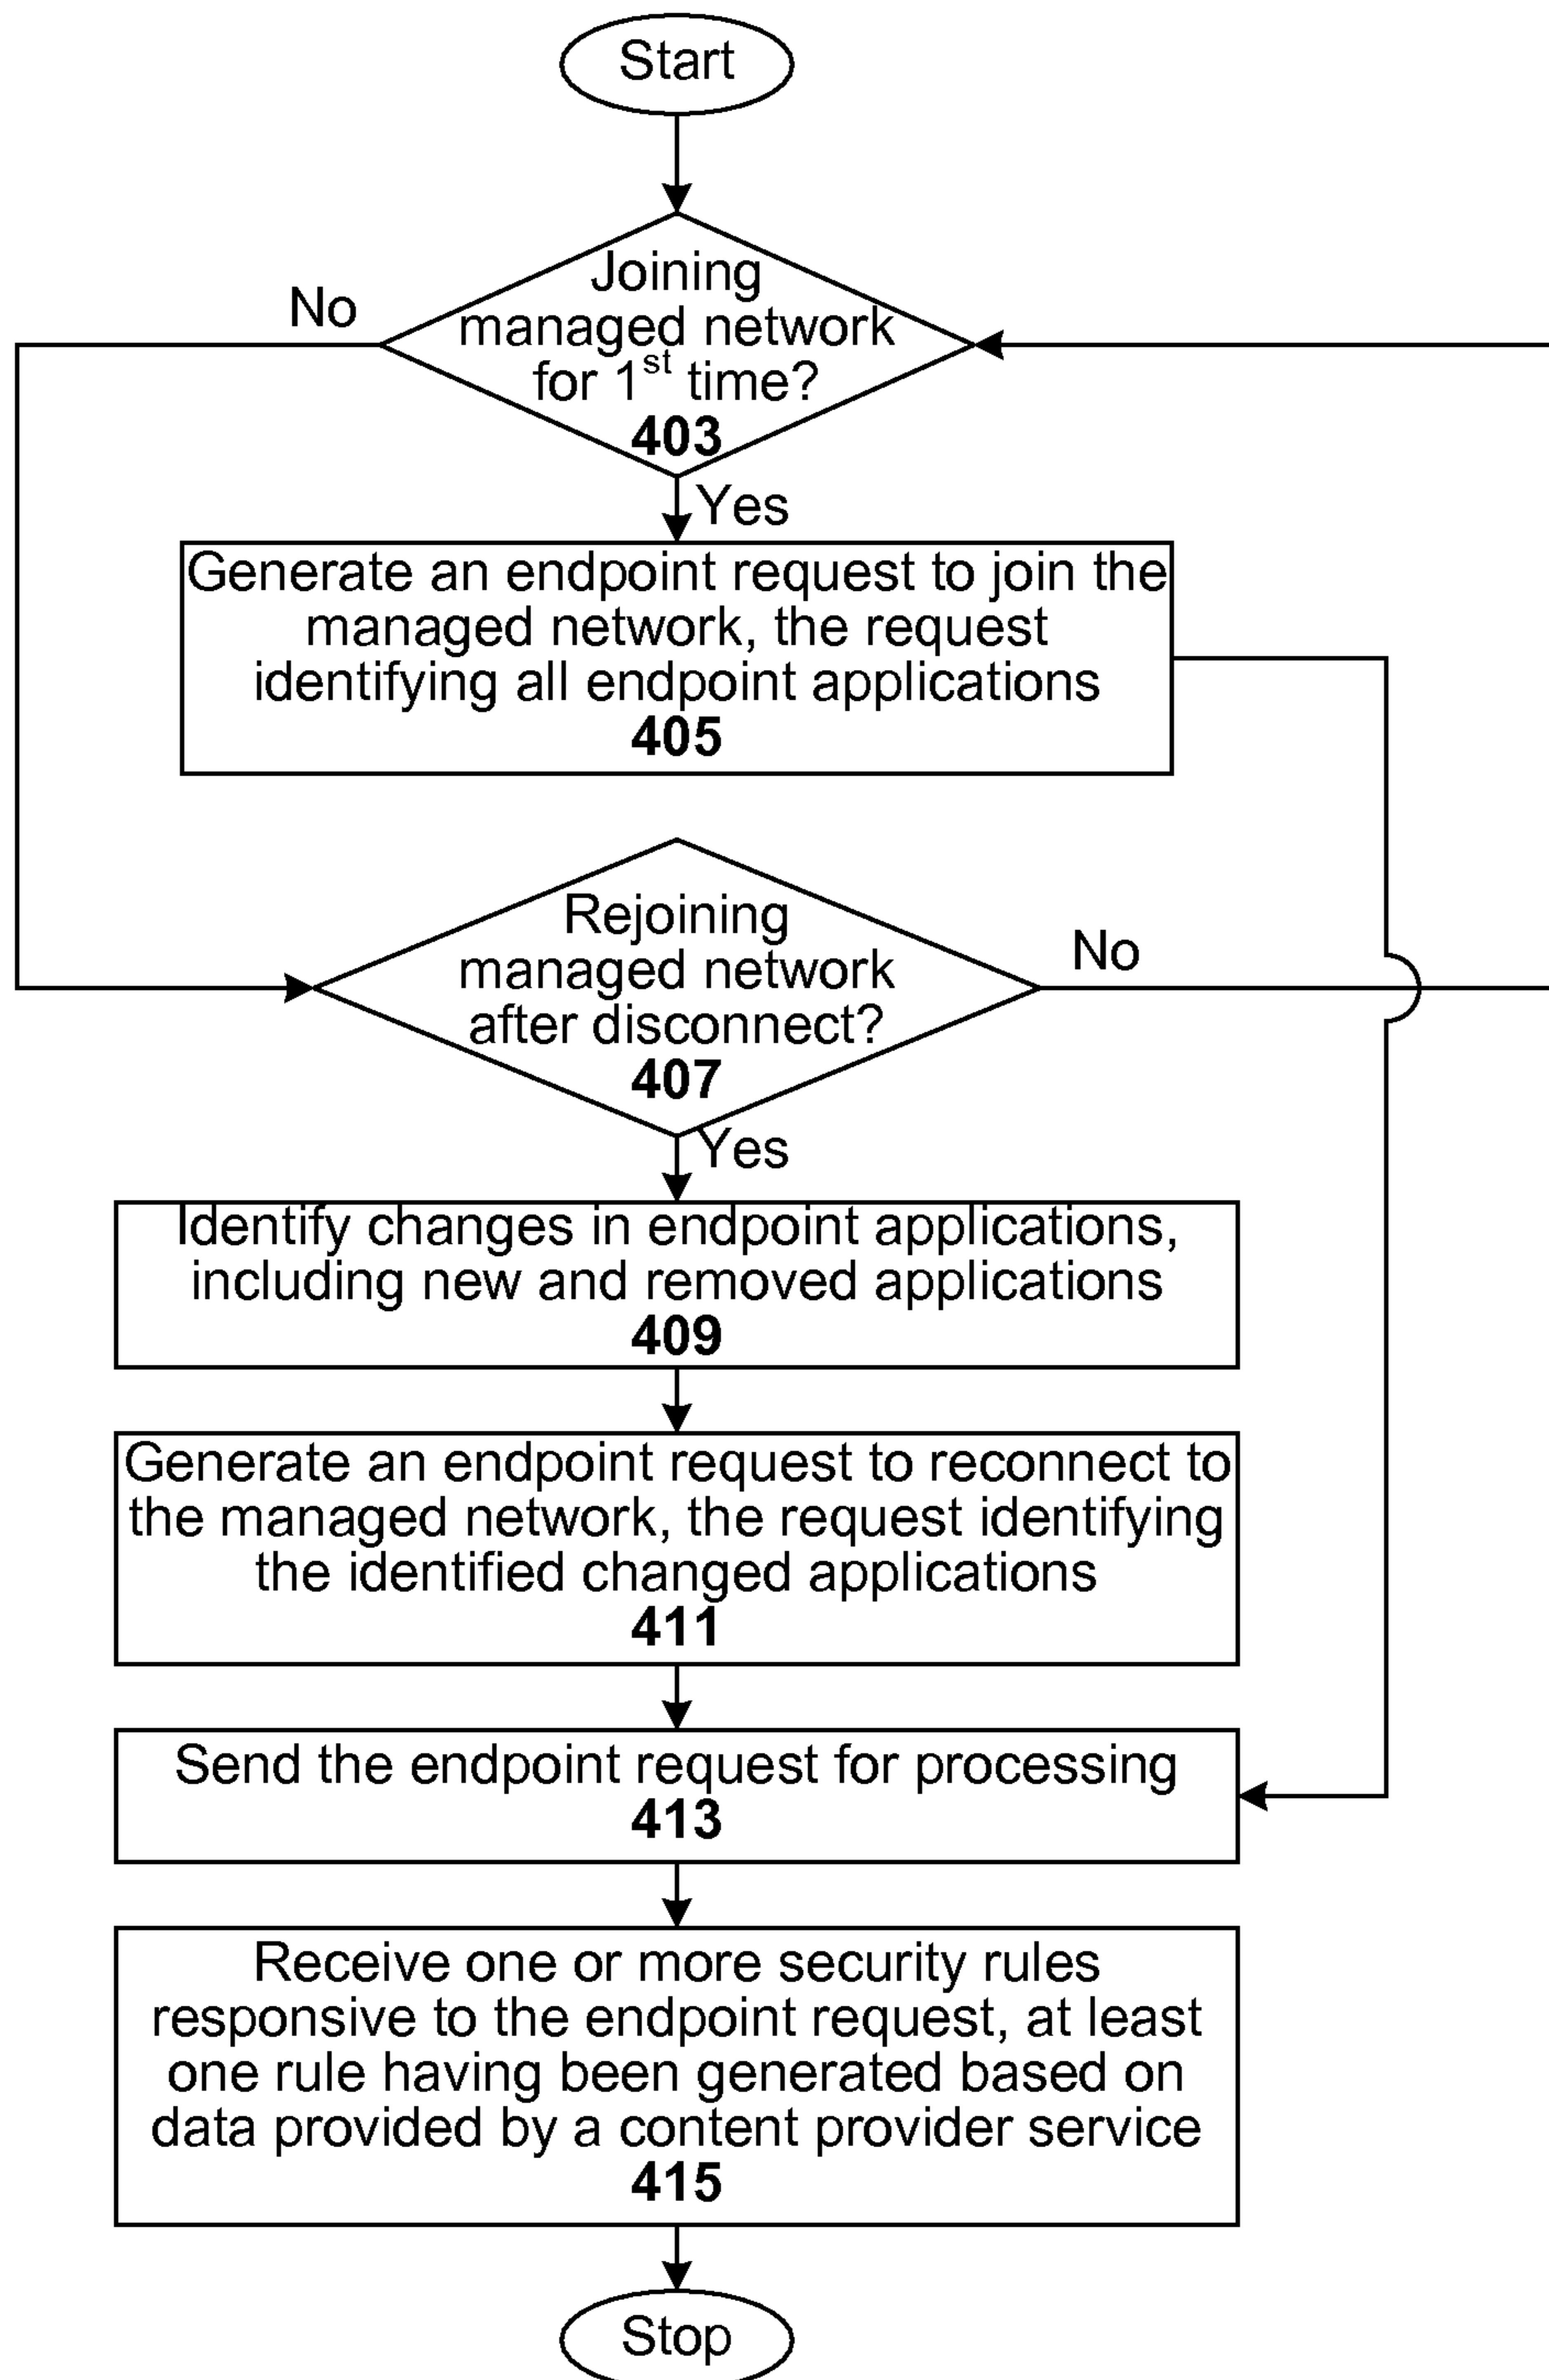 Start
Joining
managed network
for 1st time?
403
No
Yes
Generate an endpoint request to join the
managed network, the request
identifying all endpoint applications
405
Rejoining
managed network
after disconnect?
407
No
Yes
Identify changes in endpoint applications,
including new and removed applications
409
Generate an endpoint request to reconnect to
the managed network, the request identifying
the identified changed applications
411
Send the endpoint request for processing
413
Receive one or more security rules
responsive to the endpoint request, at least
one rule having been generated based on
data provided by a content provider service
415
Stop